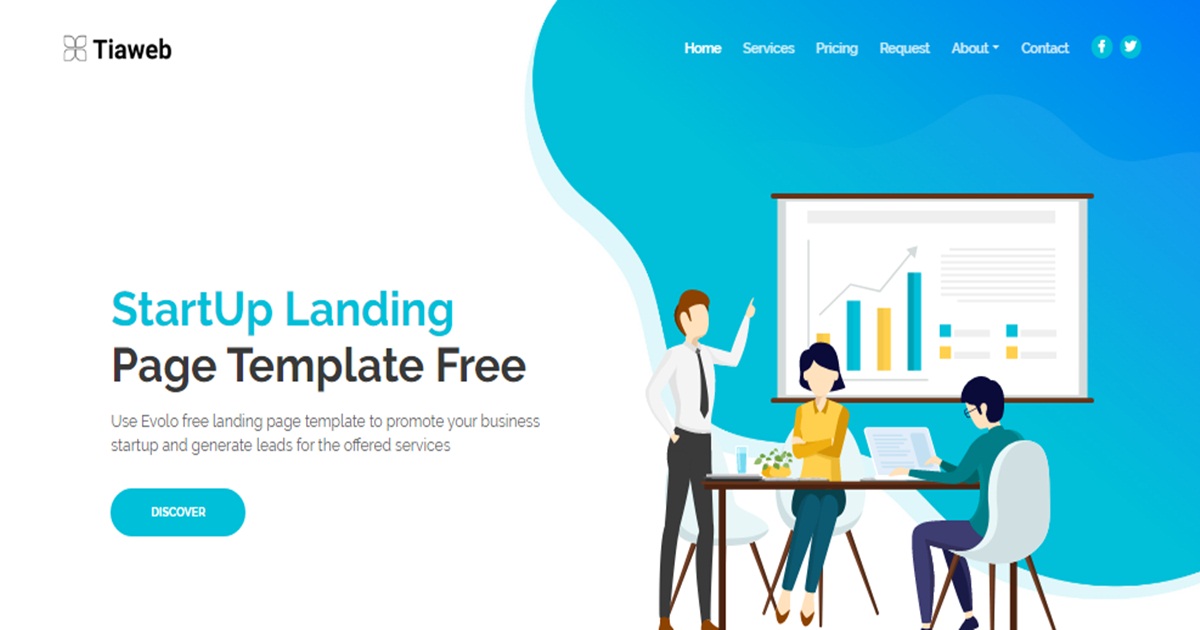 Tiaweb
Home Services Pricing Request About Contact
StartUp Landing
Page Template Free
Use Evolo free landing page template to promote your business
startup and generate leads for the offered services
DISCOVER